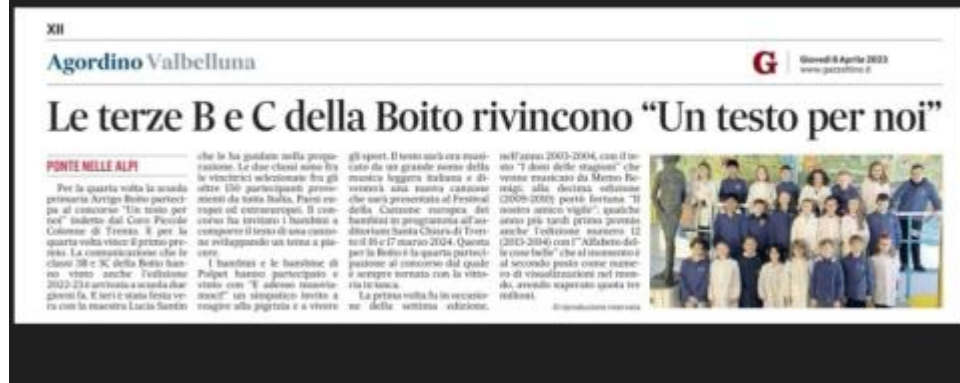 XII
Agordino Valbelluna
G
Giovedì 6 Aprile 2023
www.gazzettino.it
Le terze B e C della Boito rivincono “Un testo per noi”
PONTE NELLE ALPI
Per la quarta volta la scuola
primaria Arrigo Boito parteci-
pa al concorso "Un testo per
noi" indetto dal Coro Piccole
Colonne di Trento. E per la
quarta volta vince il primo pre-
mio. La comunicazione che le
classi 3B e 3C della Boito han-
no vinto anche l'edizione
2022-23 è arrivata a scuola due
giorni fa. E ieri è stata festa ve-
ra con la maestra Lucia Santin
che le ha guidate nella prepa-
razione. Le due classi sono fra
le vincitrici selezionate fra gli
oltre 150 partecipanti prove-
nienti da tutta Italia, Paesi eu-
ropei ed extraeuropei. Il con-
corso ha invitato i bambini a
comporre il testo di una canzo-
ne sviluppando un tema a pia-
cere.
I bambini e le bambine di
Polpet hanno partecipato e
vinto con "E adesso muovia-
moci!" un simpatico invito a
reagire alla pigrizia e a vivere
gli sport. Il testo sarà ora musi-
cato da un grande nome della
musica leggera italiana e di-
venterà una nuova canzone
che sarà presentata al Festival
della Canzone europea dei
bambini in programma all'au-
ditorium Santa Chiara di Tren-
to il 16 e 17 marzo 2024. Questa
per la Boito è la quarta parteci-
pazione al concorso dal quale
è sempre tornata con la vitto-
ria in tasca.
La prima volta fu in occasio-
ne della settima edizione,
nell'anno 2003-2004, con il te-
sto "I doni delle stagioni" che
venne musicato da Memo Re-
migi; alla decima edizione
(2009-2010) portò fortuna "Il
nostro amico vigile"; qualche
anno più tardi primo premio
anche l'edizione numero 12
(2013-2014) con l'"Alfabeto del-
le cose belle" che al momento è
al secondo posto come nume-
ro di visualizzazioni nel mon-
do, avendo superato quota tre
milioni.
© riproduzione riservata